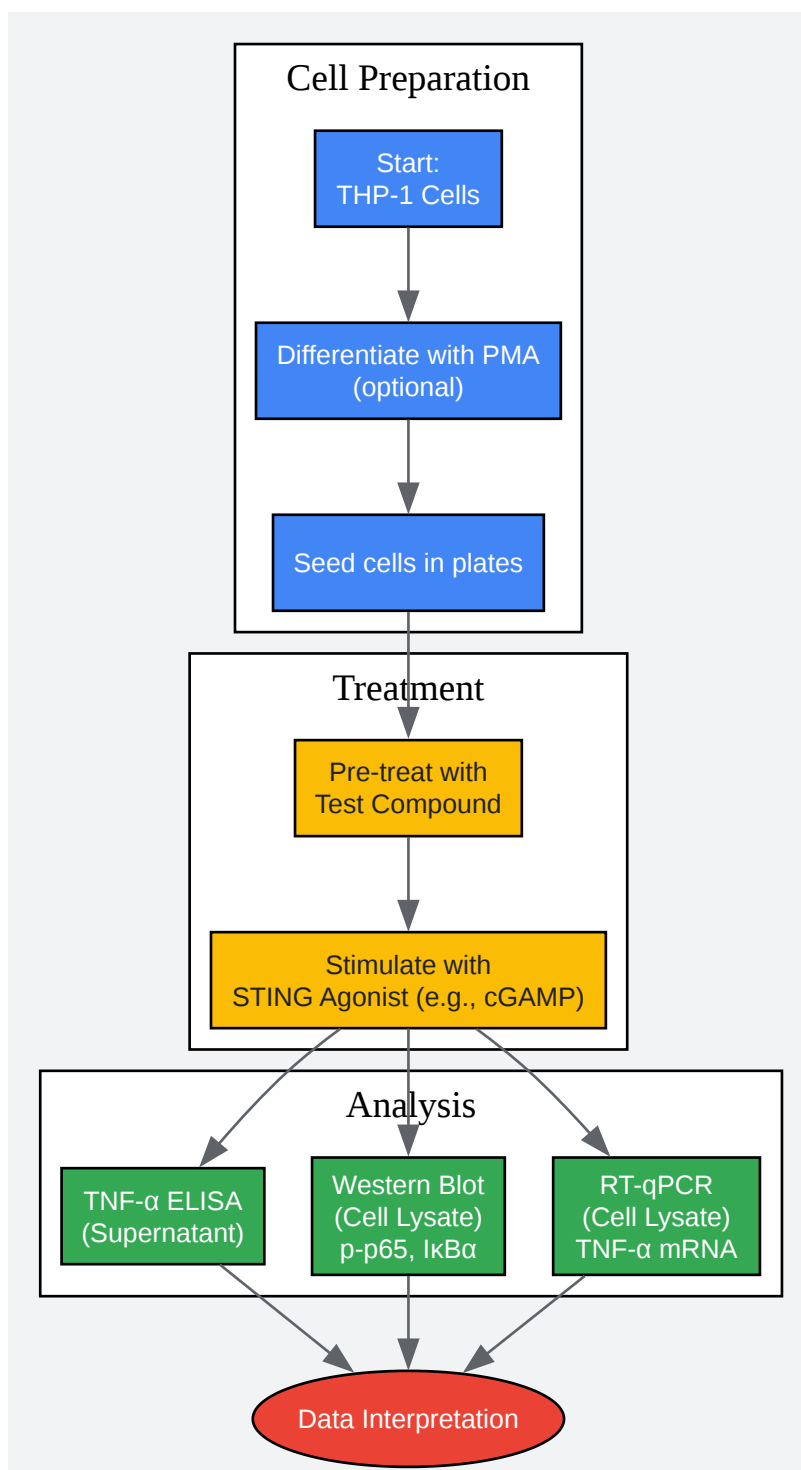 Cell Preparation
Start:
THP-1 Cells
Differentiate with PMA
(optional)
Seed cells in plates
Treatment
Pre-treat with
Test Compound
Stimulate with
STING Agonist (e.g., cGAMP)
Analysis
TNF-α ELISA
(Supernatant)
Western Blot
(Cell Lysate)
p-p65, IκBα
RT-qPCR
(Cell Lysate)
TNF-α mRNA
Data Interpretation